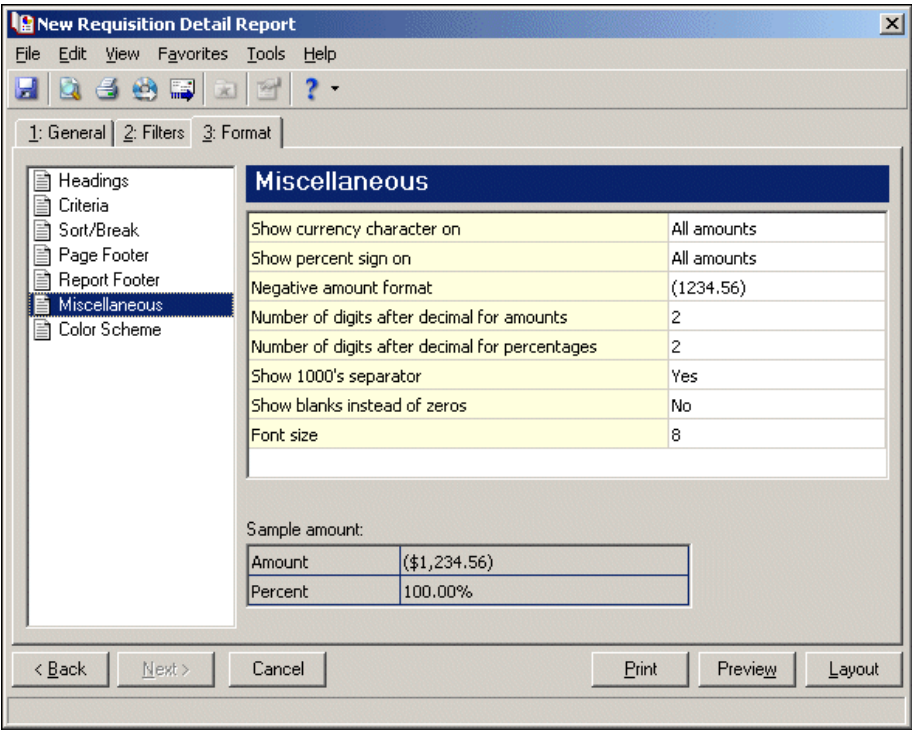 New Requisition Detail Report
File Edit View Favorites Tools Help
?
1: General 2: Filters 3: Format
Headings
Criteria
Sort/Break
Page Footer
Report Footer
Miscellaneous
Color Scheme
Miscellaneous
Show currency character on All amounts
Show percent sign on All amounts
Negative amount format (1234.56)
Number of digits after decimal for amounts 2
Number of digits after decimal for percentages 2
Show 1000's separator Yes
Show blanks instead of zeros No
Font size 8
Sample amount:
Amount ($1,234.56)
Percent 100.00%
< Back Next > Cancel Print Preview Layout